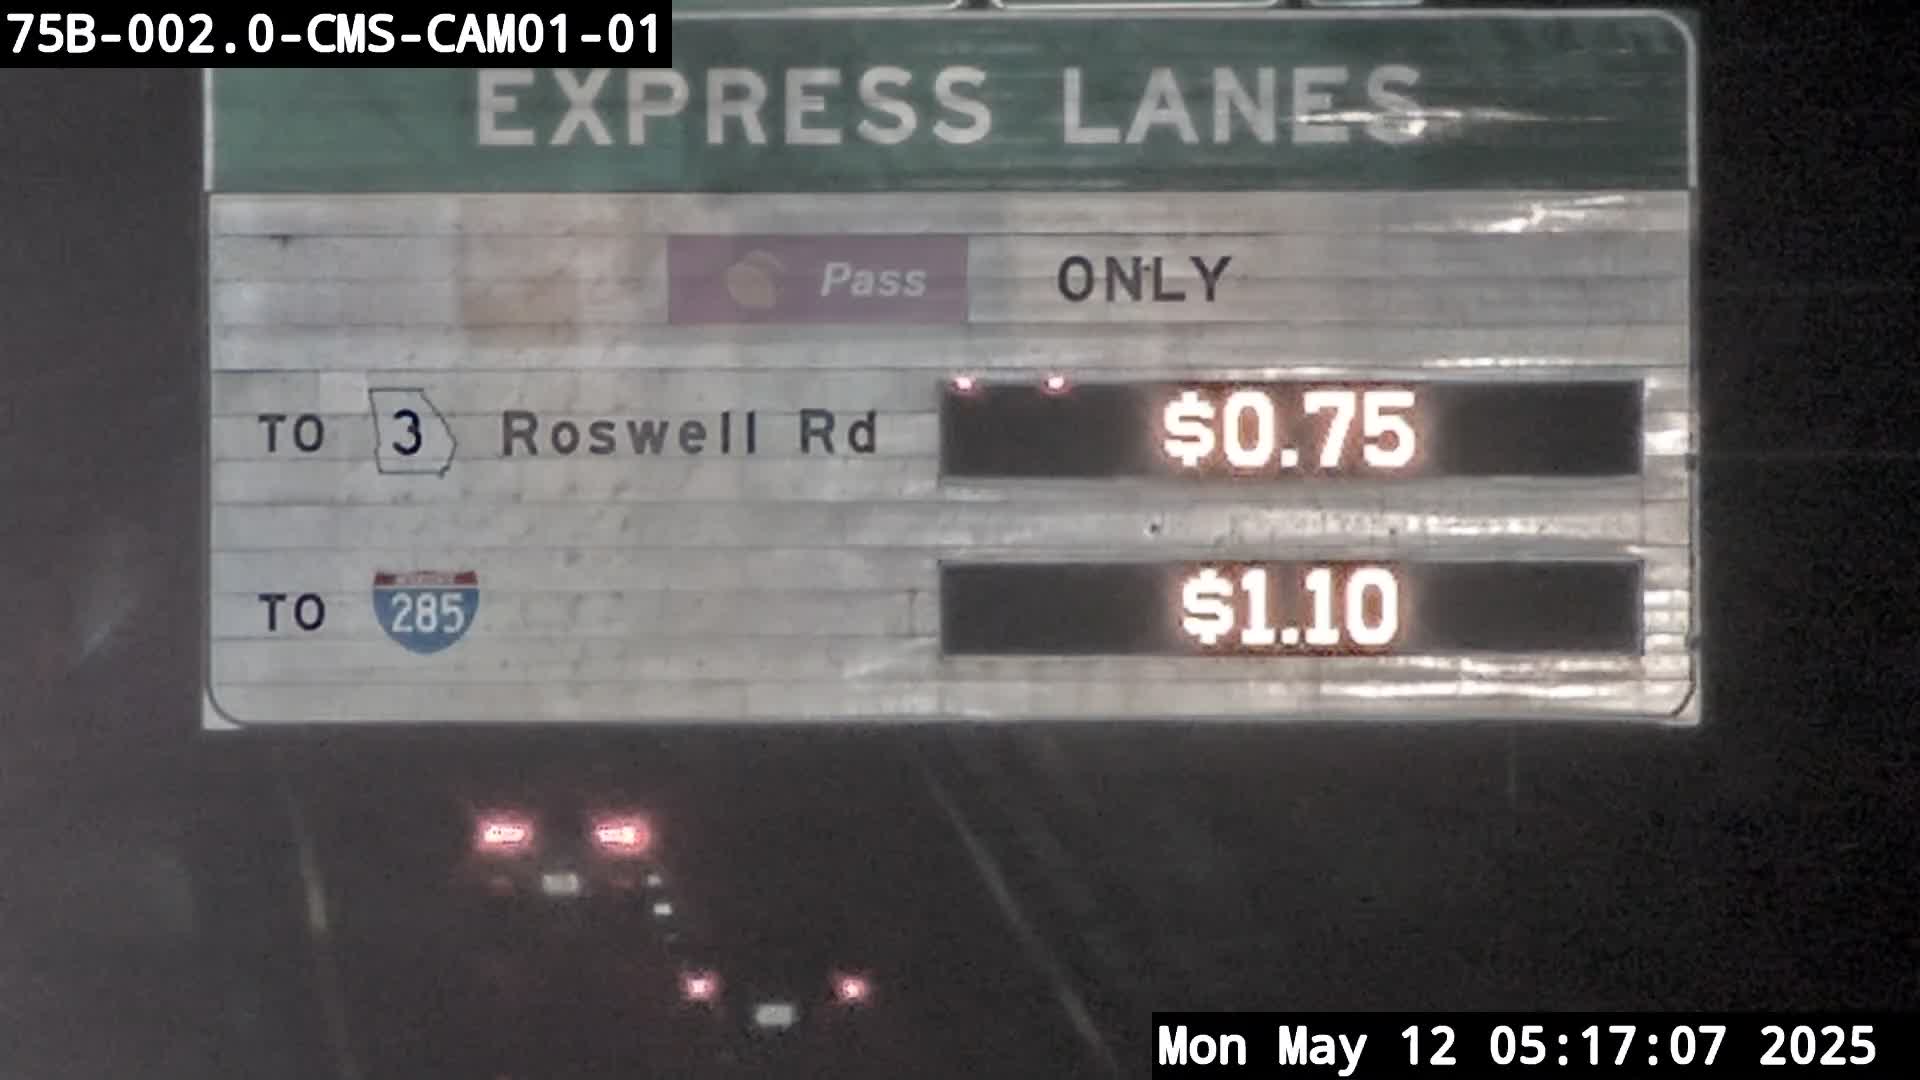 75B-002.0-CMS-CAM01-01
EXPRESS LANES
Pass ONLY
TO 3 Roswell Rd $0.75
TO 285 $1.10
Mon May 12 05:17:07 2025